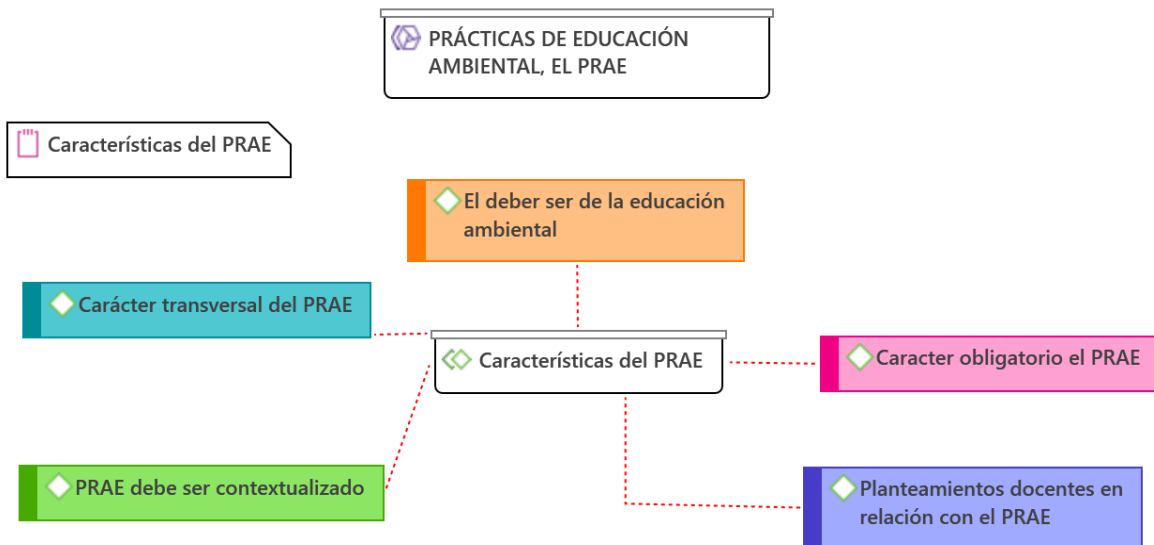 PRÁCTICAS DE EDUCACIÓN
AMBIENTAL, EL PRAE
Características del PRAE
El deber ser de la educación
ambiental
Carácter transversal del PRAE
Características del PRAE
Caracter obligatorio el PRAE
PRAE debe ser contextualizado
Planteamientos docentes en
relación con el PRAE